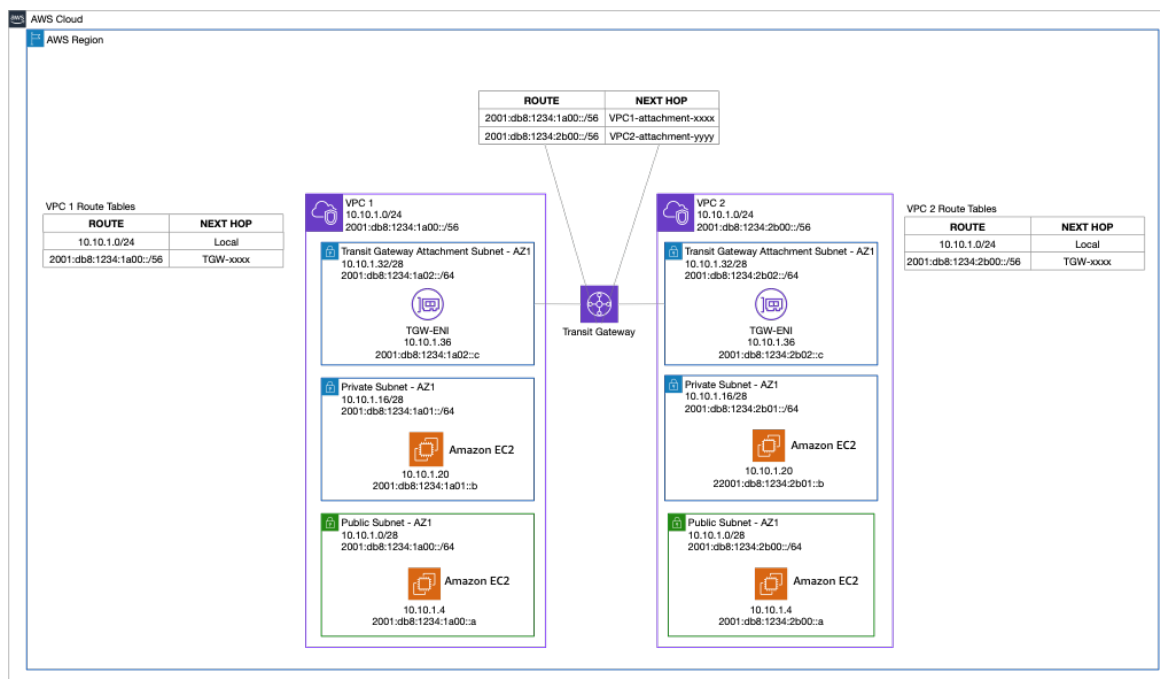 aws AWS Cloud
AWS Region
ROUTE NEXT HOP
2001:db8:1234:1a00::/56 VPC1-attachment-xxxx
2001:db8:1234:2b00::/56 VPC2-attachment-yyyy
VPC 1 Route Tables
ROUTE NEXT HOP
10.10.1.0/24 Local
2001:db8:1234:1a00::/56 TGW-xxxx
VPC 1
10.10.1.0/24
2001:db8:1234:1a00::/56
Transit Gateway Attachment Subnet - AZ1
10.10.1.32/28
2001:db8:1234:1a02::/64
TGW-ENI
10.10.1.36
2001:db8:1234:1a02::c
Private Subnet - AZ1
10.10.1.16/28
2001:db8:1234:1a01::/64
Amazon EC2
10.10.1.20
2001:db8:1234:1a01::b
Public Subnet - AZ1
10.10.1.0/28
2001:db8:1234:1a00::/64
Amazon EC2
10.10.1.4
2001:db8:1234:1a00::a
Transit Gateway
VPC 2
10.10.1.0/24
2001:db8:1234:2b00::/56
Transit Gateway Attachment Subnet - AZ1
10.10.1.32/28
2001:db8:1234:2b02::/64
TGW-ENI
10.10.1.36
2001:db8:1234:2b02::c
Private Subnet - AZ1
10.10.1.16/28
2001:db8:1234:2b01::/64
Amazon EC2
10.10.1.20
22001:db8:1234:2b01::b
Public Subnet - AZ1
10.10.1.0/28
2001:db8:1234:2b00::/64
Amazon EC2
10.10.1.4
2001:db8:1234:2b00::a
VPC 2 Route Tables
ROUTE NEXT HOP
10.10.1.0/24 Local
2001:db8:1234:2b00::/56 TGW-xxxx